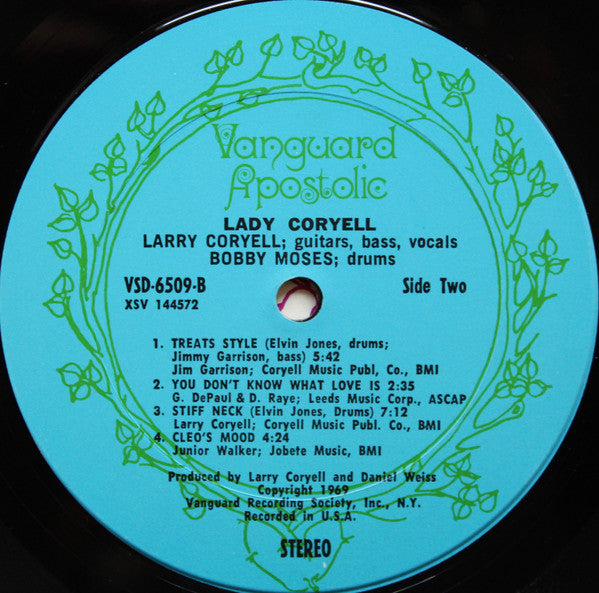 Vanguard
Apostolic
LADY CORYELL
LARRY CORYELL; guitars, bass, vocals
BOBBY MOSES; drums
VSD-6509-B Side Two
XSV 144572
1. TREATS STYLE (Elvin Jones, drums;
Jimmy Garrison, bass) 5:42
Jim Garrison; Coryell Music Publ, Co., BMI
2. YOU DON'T KNOW WHAT LOVE IS 2:35
G. DePaul & D. Raye; Leeds Music Corp., ASCAP
3. STIFF NECK (Elvin Jones, Drums) 7:12
Larry Coryell; Coryell Music Publ. Co., BMI
4. CLEO'S MOOD 4:24
Junior Walker; Jobete Music, BMI
Produced by Larry Coryell and Daniel Weiss
Copyright 1969
Vanguard Recording Society, Inc., N.Y.
Recorded in U.S.A.
STEREO